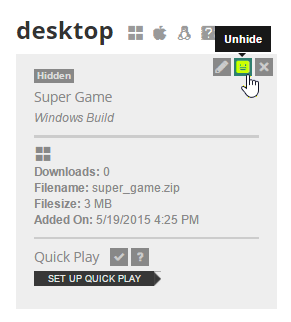 desktop ?
Unhide
Hidden
Super Game
Windows Build
Downloads: 0
Filename: super_game.zip
Filesize: 3 MB
Added On: 5/19/2015 4:25 PM
Quick Play ?
SET UP QUICK PLAY